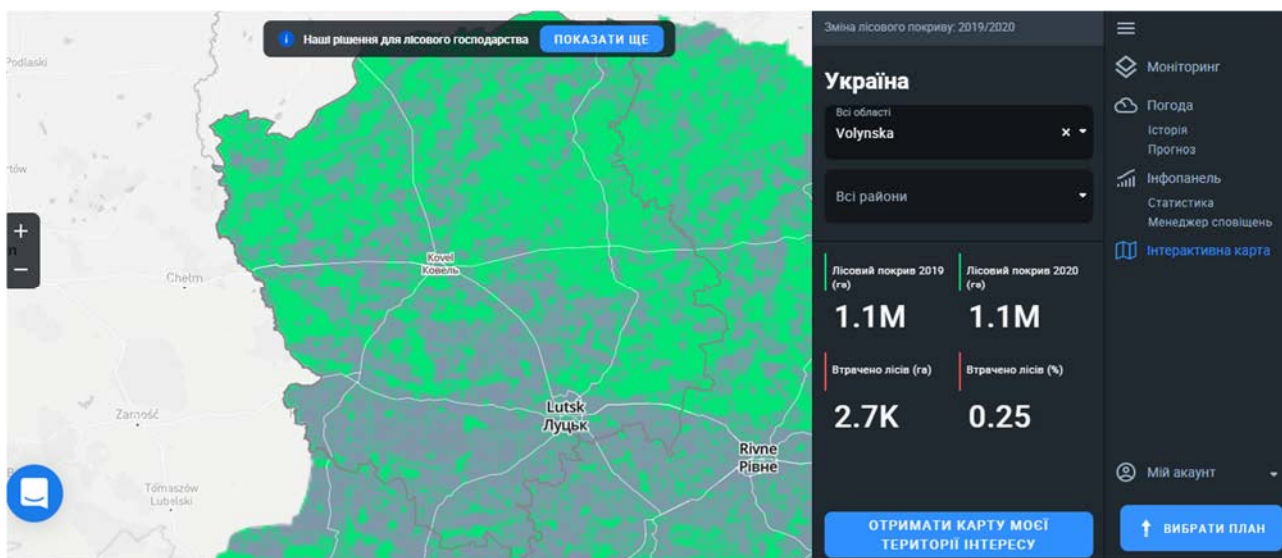 Наші рішення для лісового господарства
ПОКАЗАТИ ЩЕ
Podlaski
Chełm
Zamość
Tomaszów
Lubelski
Kovel
Ковель
Lutsk
Луцьк
Rivne
Рівне
+
−
Зміна лісового покриву: 2019/2020
Україна
Всі області
Volynska
Всі райони
Лісовий покрив 2019
(га)
1.1M
Лісовий покрив 2020
(га)
1.1M
Втрачено лісів (га)
2.7K
Втрачено лісів (%)
0.25
ОТРИМАТИ КАРТУ МОЄЇ
ТЕРИТОРІЇ ІНТЕРЕСУ
Моніторинг
Погода
Історія
Прогноз
Інфопанель
Статистика
Менеджер сповіщень
Інтерактивна карта
Мій акаунт
ВИБРАТИ ПЛАН